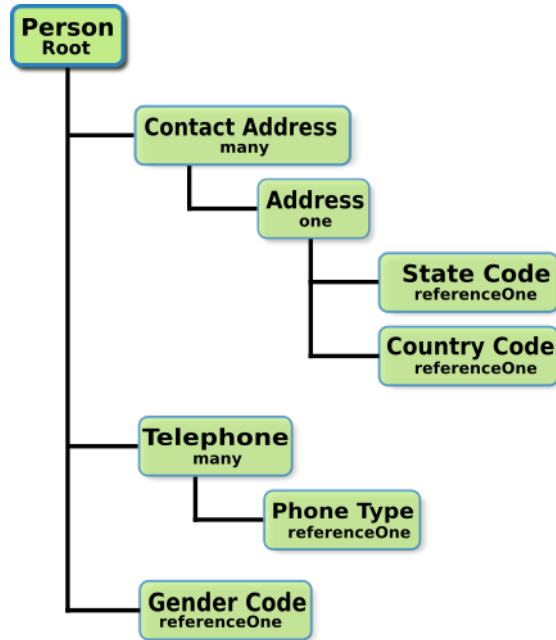 Person
Root
Contact Address
many
Address
one
State Code
referenceOne
Country Code
referenceOne
Telephone
many
Phone Type
referenceOne
Gender Code
referenceOne